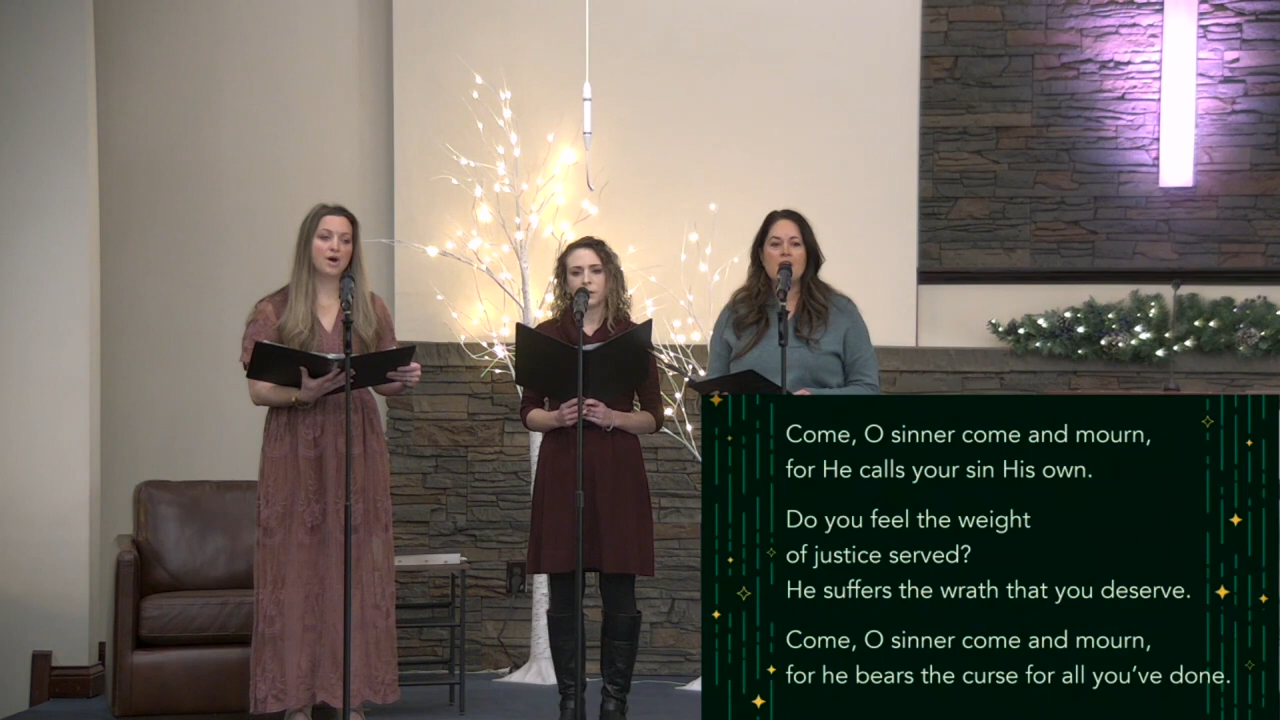 Come, O sinner come and mourn,
for He calls your sin His own.
Do you feel the weight
of justice served?
He suffers the wrath that you deserve.
Come, O sinner come and mourn,
for he bears the curse for all you've done.